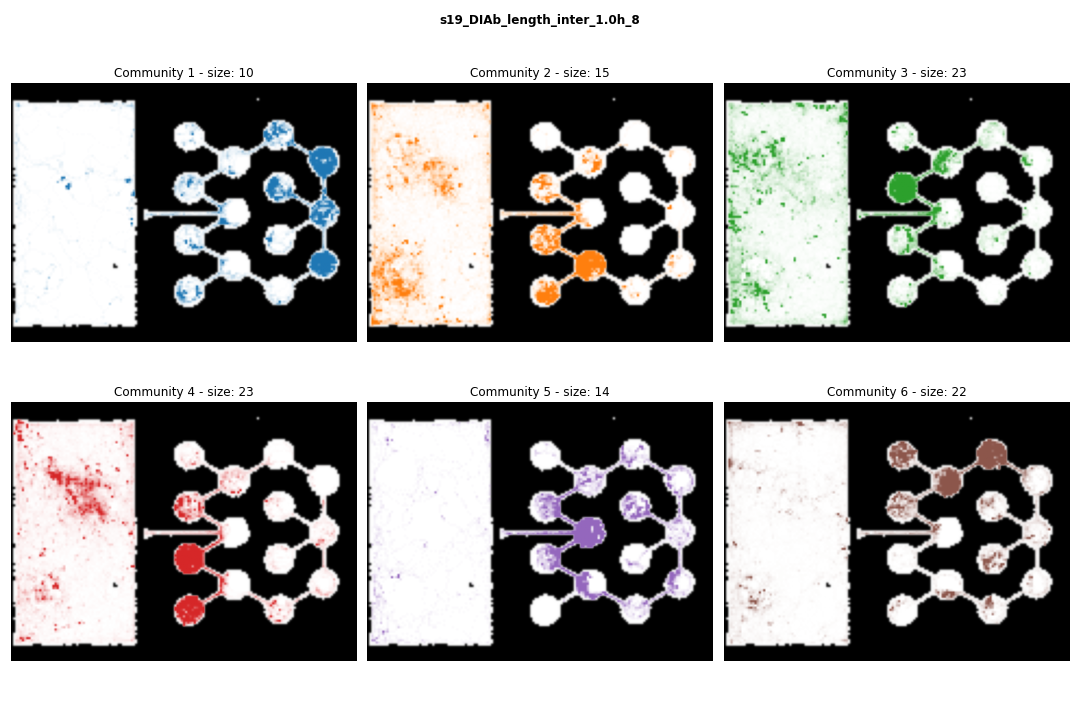 s19_DIAb_length_inter_1.0h_8
Community 1 - size: 10
Community 2 - size: 15
Community 3 - size: 23
Community 4 - size: 23
Community 5 - size: 14
Community 6 - size: 22